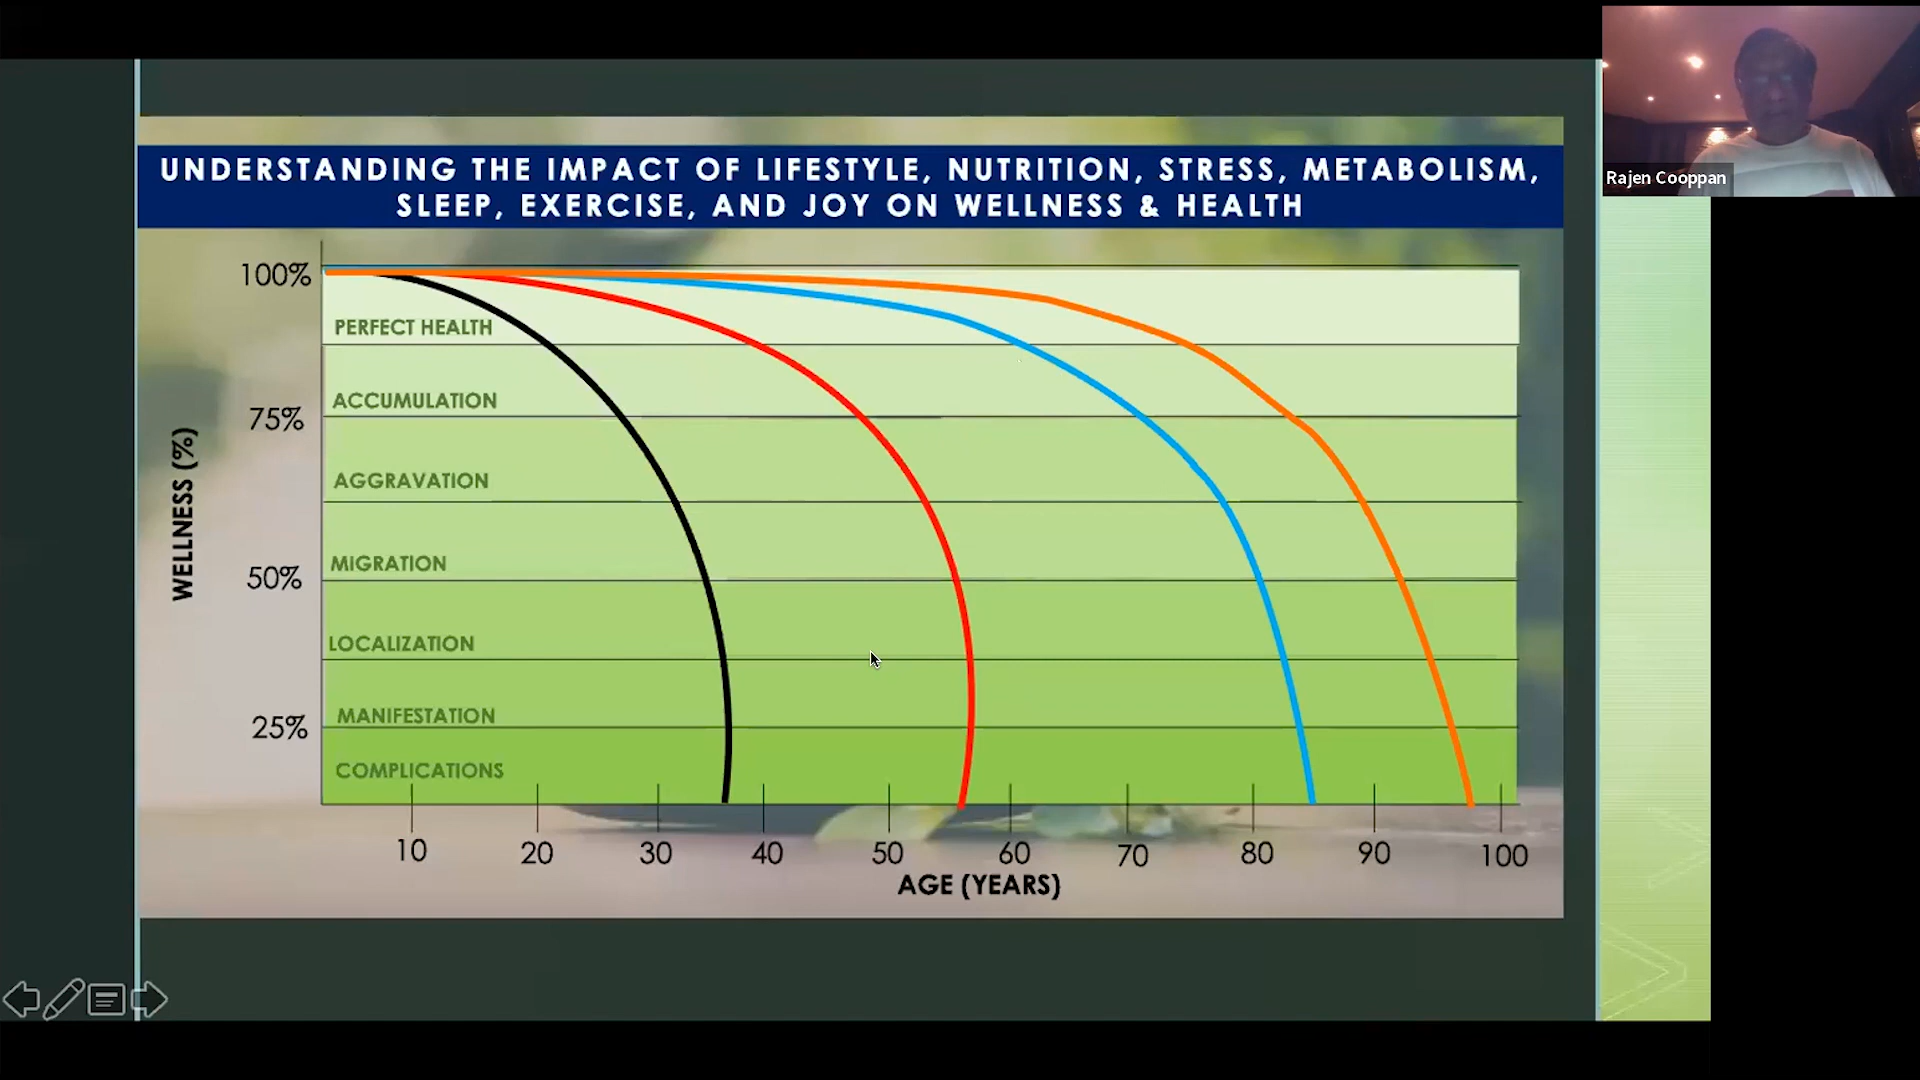 Rajen Cooppan
UNDERSTANDING THE IMPACT OF LIFESTYLE, NUTRITION, STRESS, METABOLISM,
SLEEP, EXERCISE, AND JOY ON WELLNESS & HEALTH
WELLNESS (%)
100%
PERFECT HEALTH
ACCUMULATION
75%
AGGRAVATION
MIGRATION
50%
LOCALIZATION
MANIFESTATION
25%
COMPLICATIONS
10 20 30 40 50 60 70 80 90 100
AGE (YEARS)